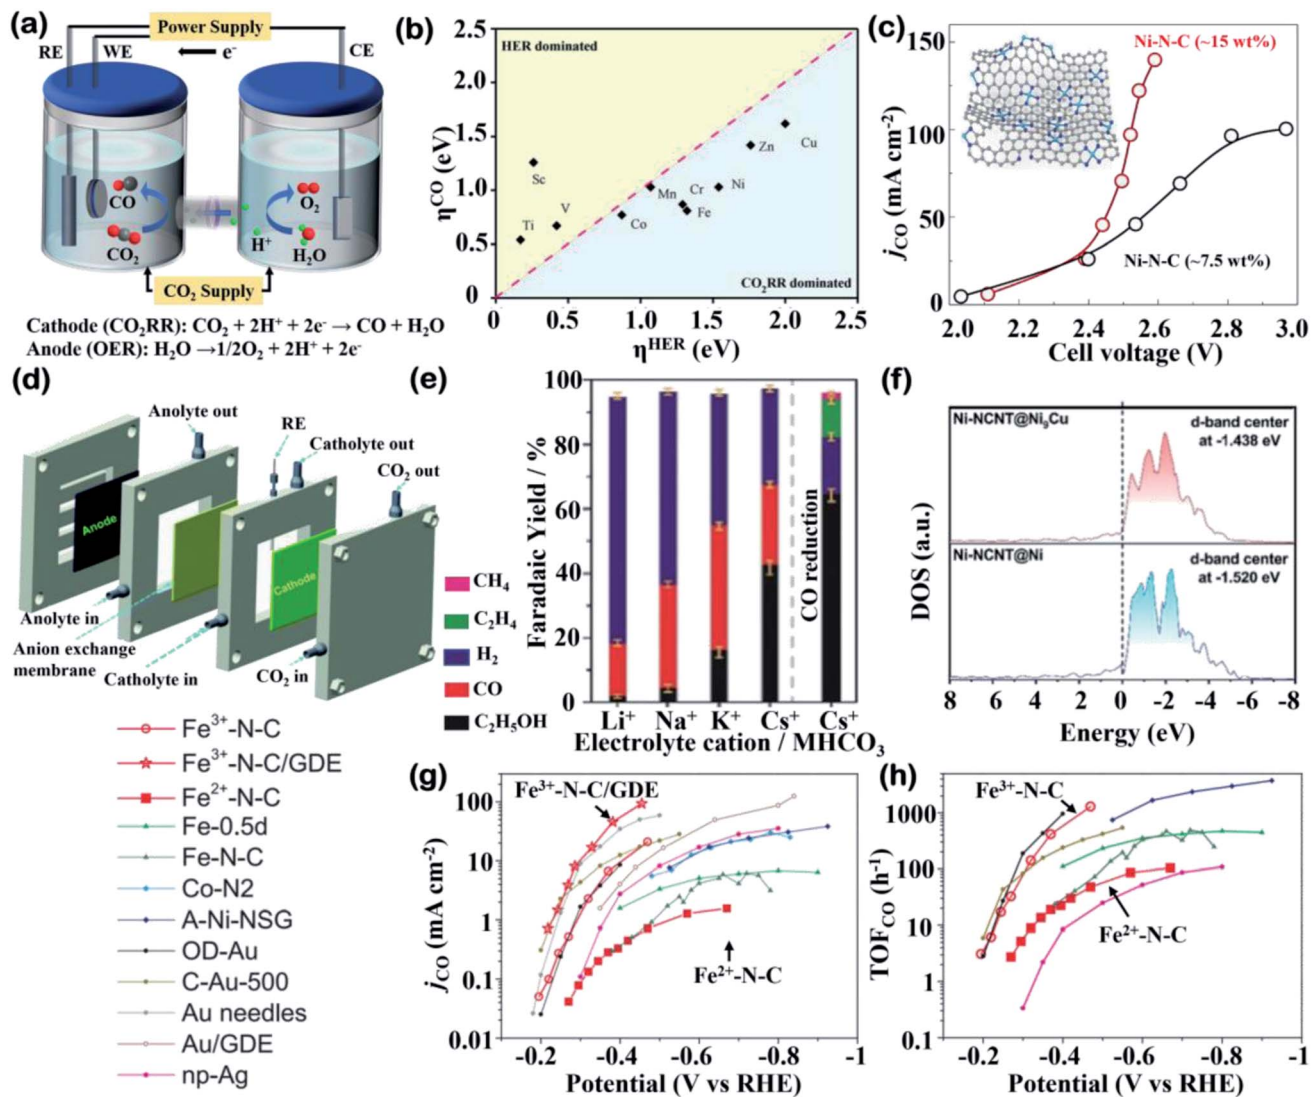 (a)
Power Supply
RE
WE
e⁻
CE
CO
CO₂
H⁺
O₂
H₂O
CO₂ Supply
Cathode (CO₂RR): CO₂ + 2H⁺ + 2e⁻ → CO + H₂O
Anode (OER): H₂O →1/2O₂ + 2H⁺ + 2e⁻
(b)
HER dominated
CO₂RR dominated
Sc
Ti
V
Co
Mn
Cr
Fe
Ni
Zn
Cu
η^CO (eV)
2.5
2.0
1.5
1.0
0.5
0
0 0.5 1.0 1.5 2.0 2.5
η^HER (eV)
(c)
Ni-N-C (~15 wt%)
Ni-N-C (~7.5 wt%)
j_CO (mA cm⁻²)
150
100
50
0
2.0 2.2 2.4 2.6 2.8 3.0
Cell voltage (V)
(d)
Anolyte out
RE
Catholyte out
CO₂ out
Anode
Cathode
Anolyte in
Anion exchange
membrane
Catholyte in
CO₂ in
(e)
Faradaic Yield / %
100
80
60
40
20
0
CO reduction
CH₄
C₂H₄
H₂
CO
C₂H₅OH
Li⁺ Na⁺ K⁺ Cs⁺ Cs⁺
Electrolyte cation / MHCO₃
(f)
Ni-NCNT@Ni₉Cu
d-band center
at -1.438 eV
Ni-NCNT@Ni
d-band center
at -1.520 eV
DOS (a.u.)
8 6 4 2 0 -2 -4 -6 -8
Energy (eV)
Fe³⁺-N-C
Fe³⁺-N-C/GDE
Fe²⁺-N-C
Fe-0.5d
Fe-N-C
Co-N2
A-Ni-NSG
OD-Au
C-Au-500
Au needles
Au/GDE
np-Ag
(g)
Fe³⁺-N-C/GDE
Fe²⁺-N-C
j_CO (mA cm⁻²)
100
10
1
0.1
0.01
-0.2 -0.4 -0.6 -0.8 -1
Potential (V vs RHE)
(h)
Fe³⁺-N-C
Fe²⁺-N-C
TOF_CO (h⁻¹)
1000
100
10
1
0.1
-0.2 -0.4 -0.6 -0.8 -1
Potential (V vs RHE)